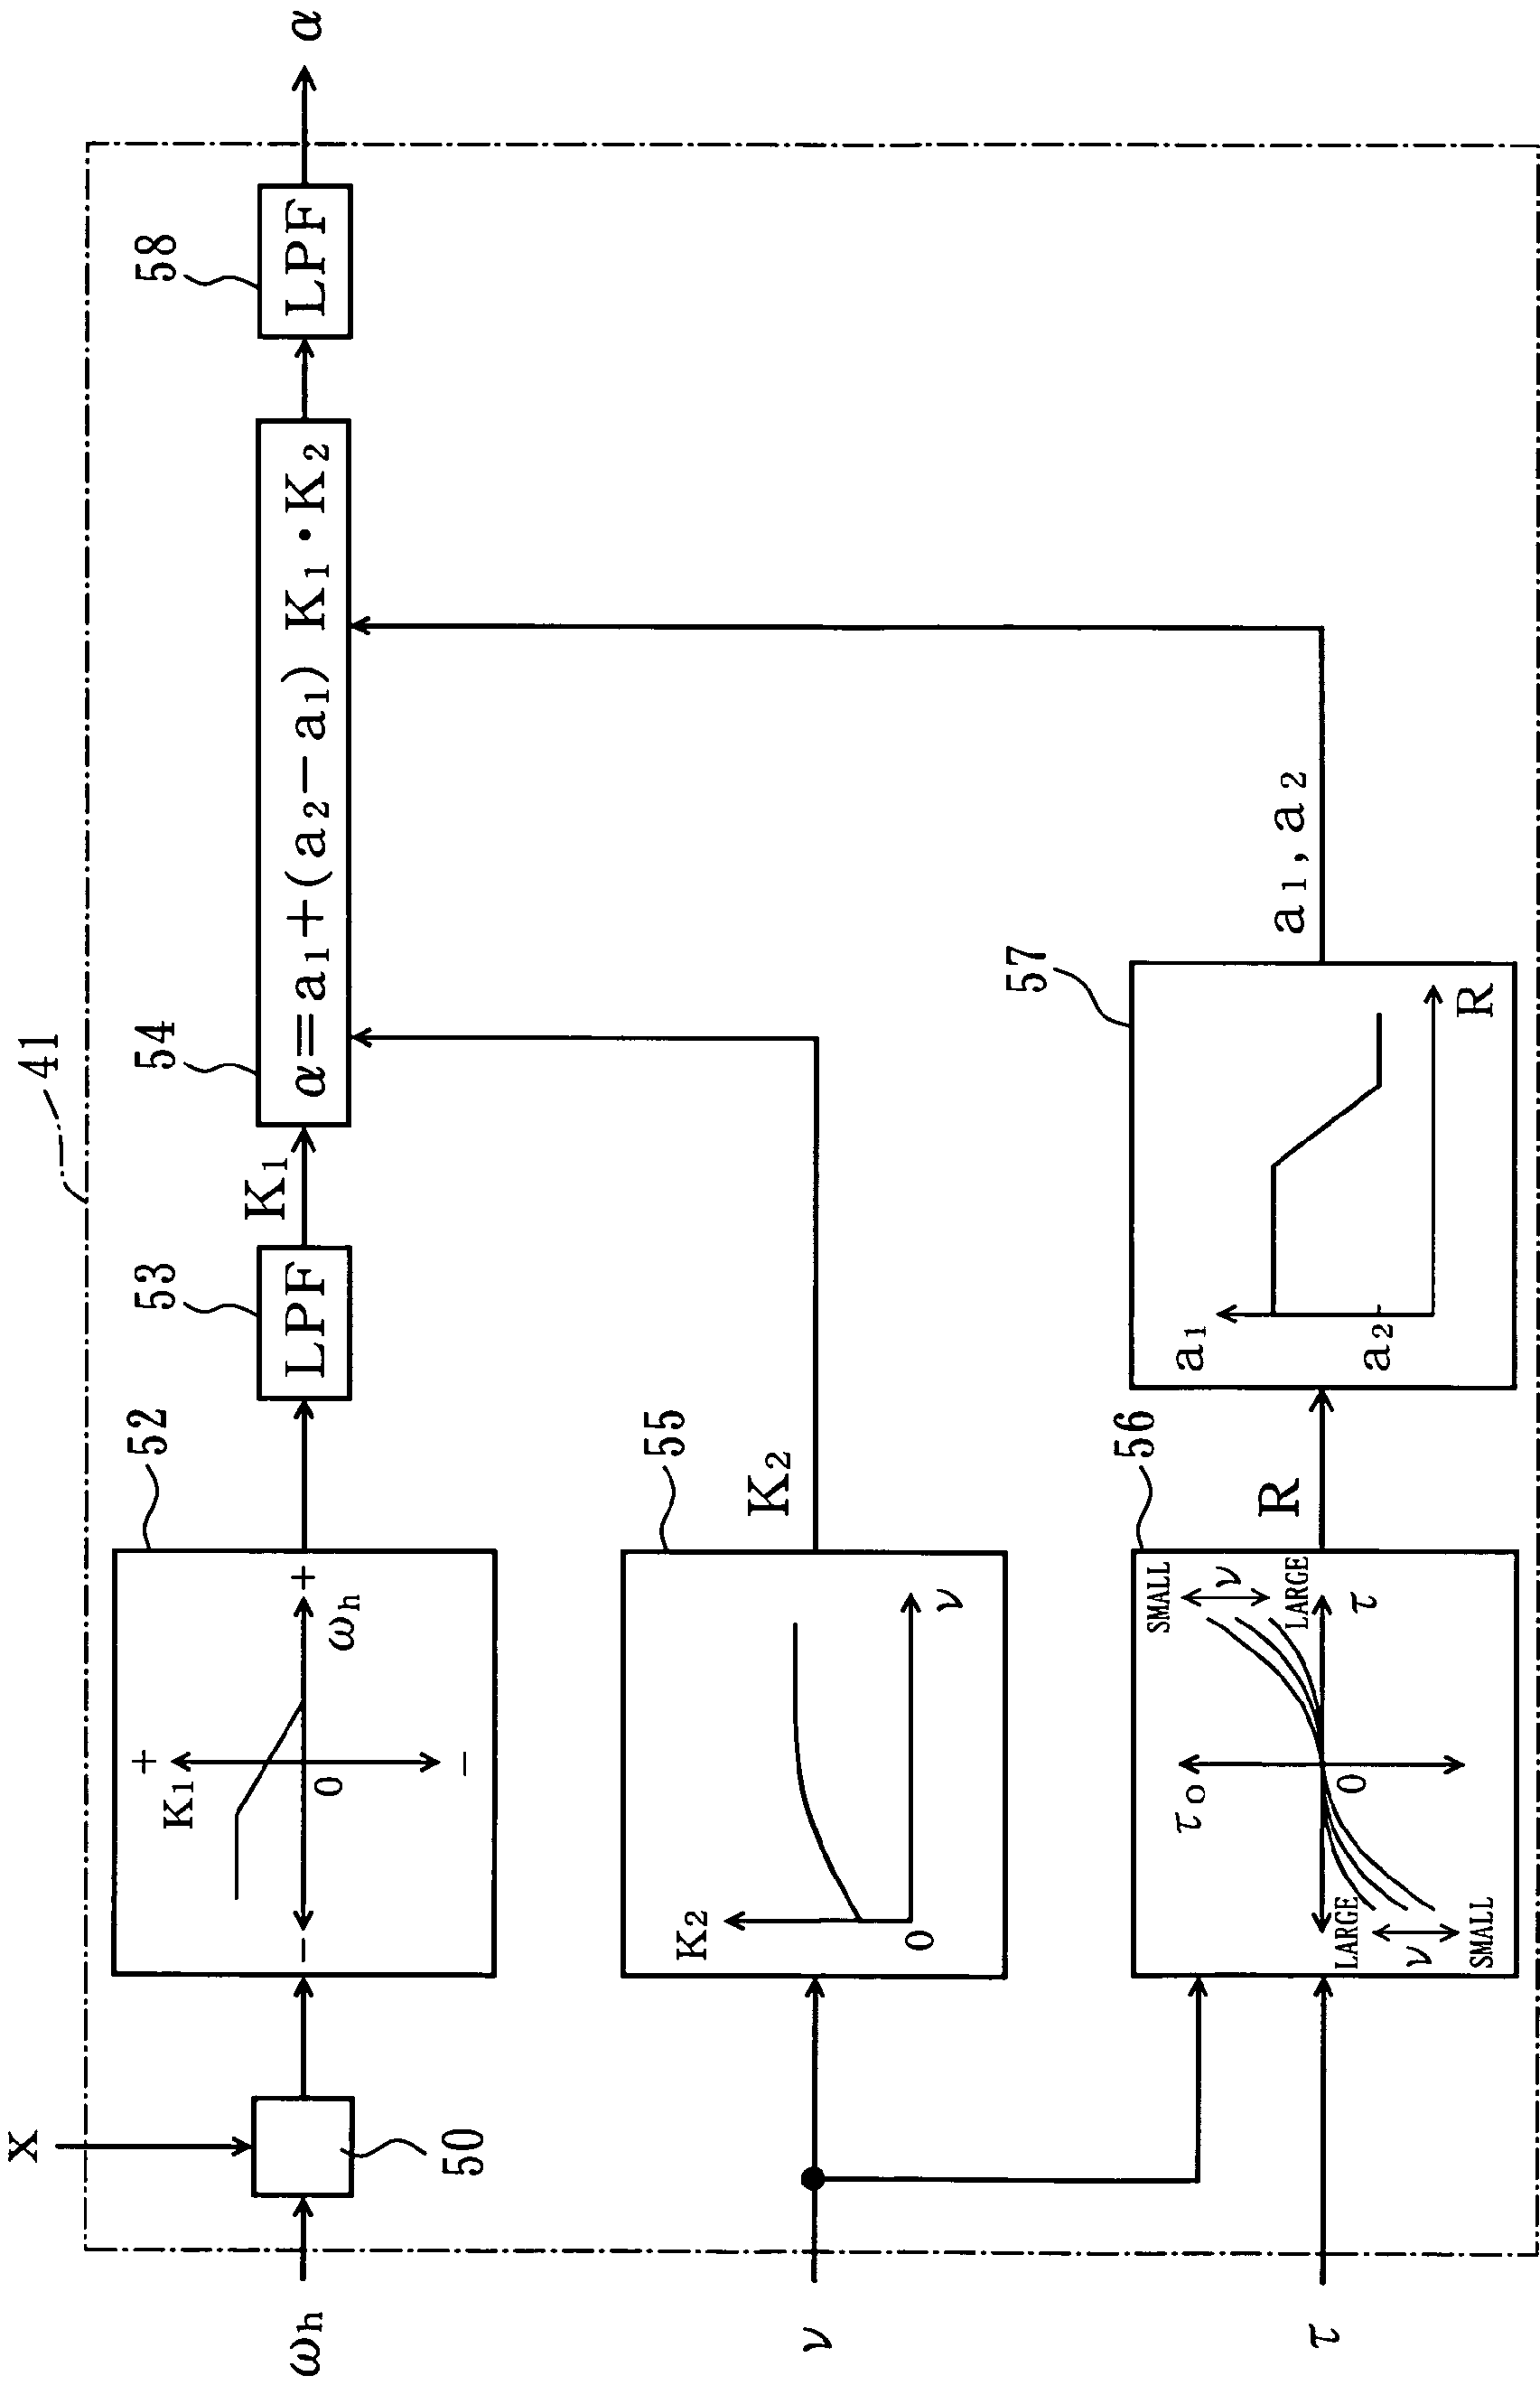 41
x
ωh
50
52
+
K1
0
-
+
ωh
-
53
LPF
K1
54
α=a1+(a2-a1) K1・K2
58
LPF
α
ν
55
K2
0
ν
K2
τ
56
τo
0
τ
SMALL
ν
LARGE
LARGE
ν
SMALL
R
57
a1
a2
R
a1, a2